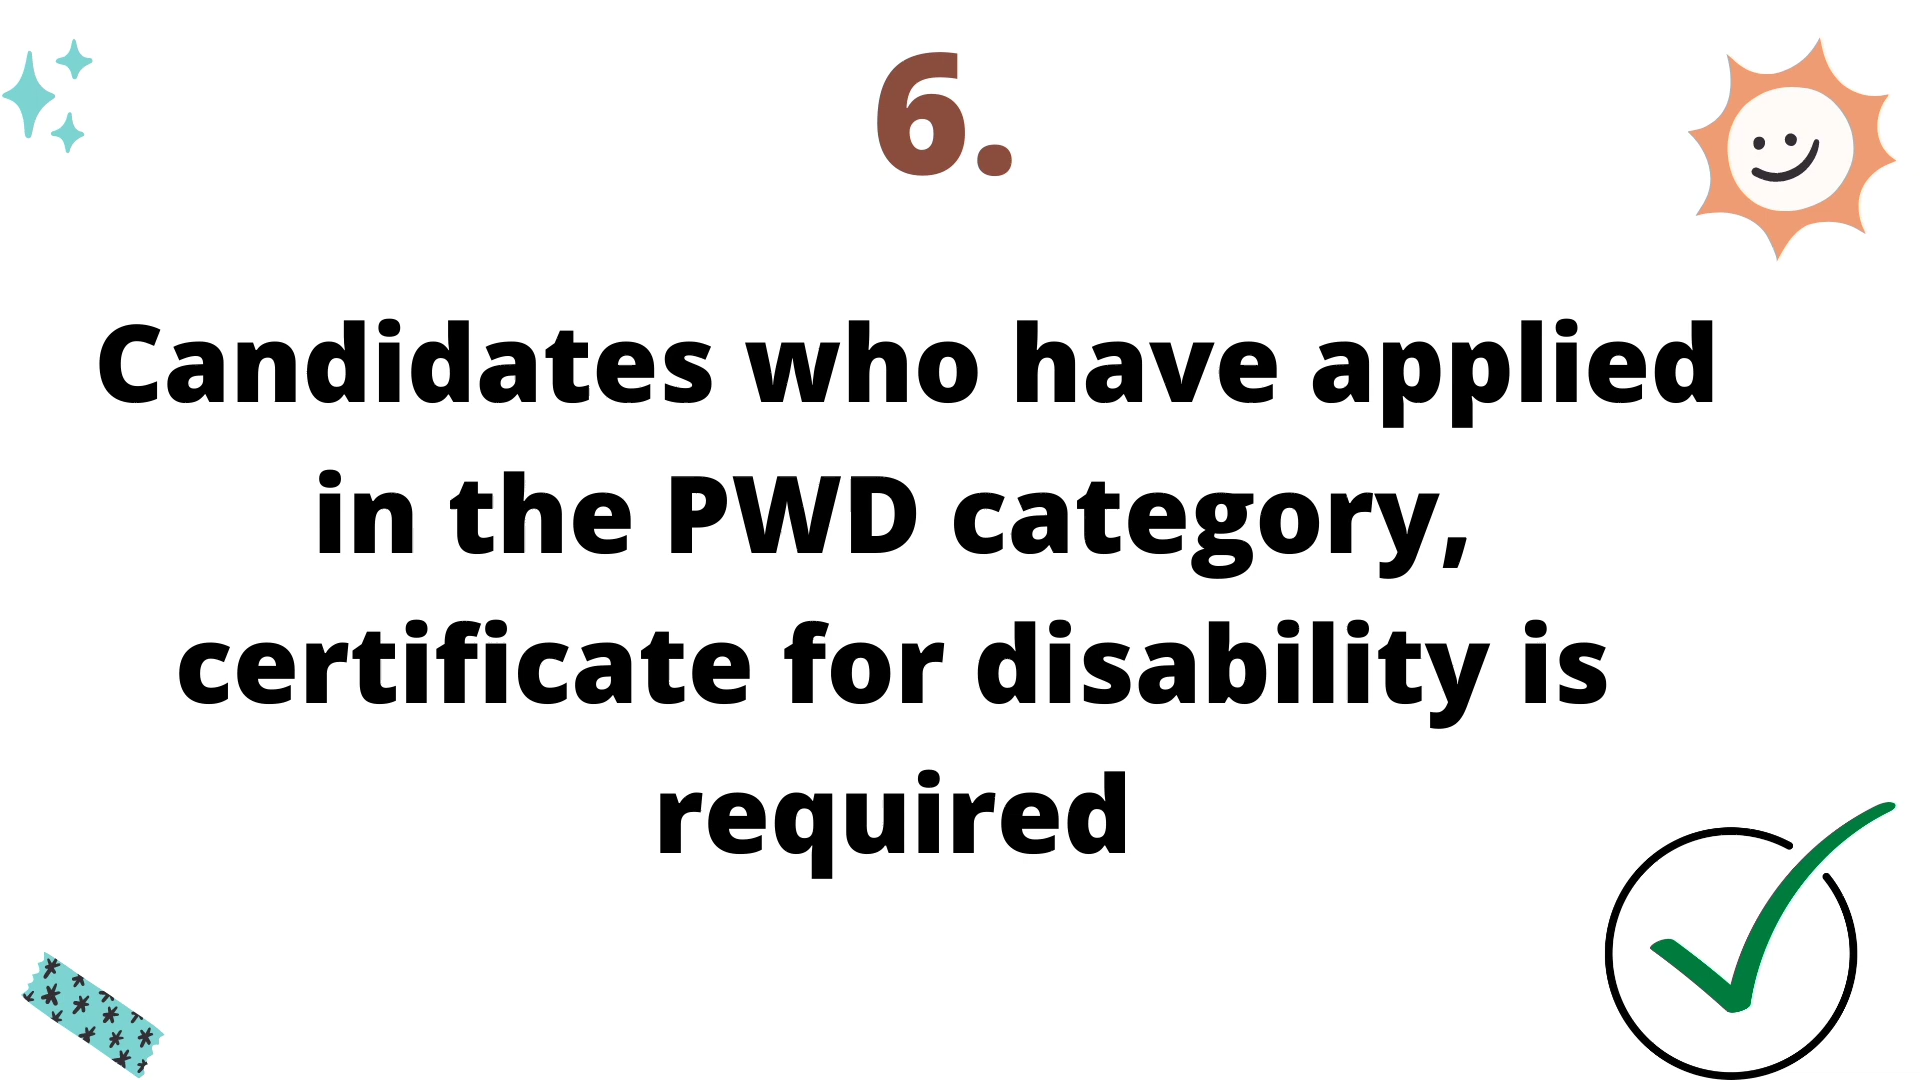 6.
Candidates who have applied
in the PWD category,
certificate for disability is
required